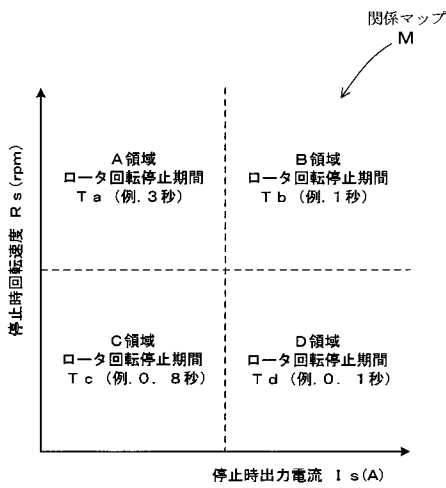 関係マップ
M
A領域
ロータ回転停止期間
Ta (例.3秒)
B領域
ロータ回転停止期間
Tb (例.1秒)
停止時回転速度 Rs(rpm)
C領域
ロータ回転停止期間
Tc (例.0.8秒)
D領域
ロータ回転停止期間
Td (例.0.1秒)
停止時出力電流 Is(A)